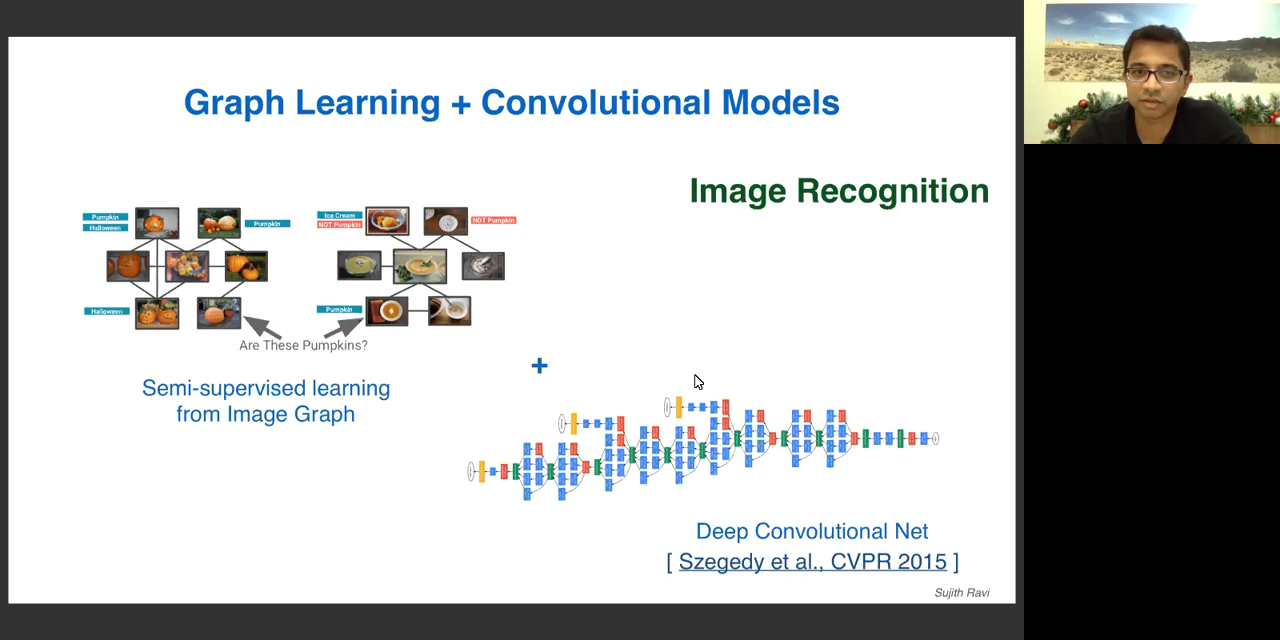 Graph Learning + Convolutional Models
Image Recognition
Pumpkin
Halloween
Pumpkin
Halloween
Ice Cream
NOT Pumpkin
NOT Pumpkin
Pumpkin
Are These Pumpkins?
Semi-supervised learning
from Image Graph
+
Deep Convolutional Net
[ Szegedy et al., CVPR 2015 ]
Sujith Ravi